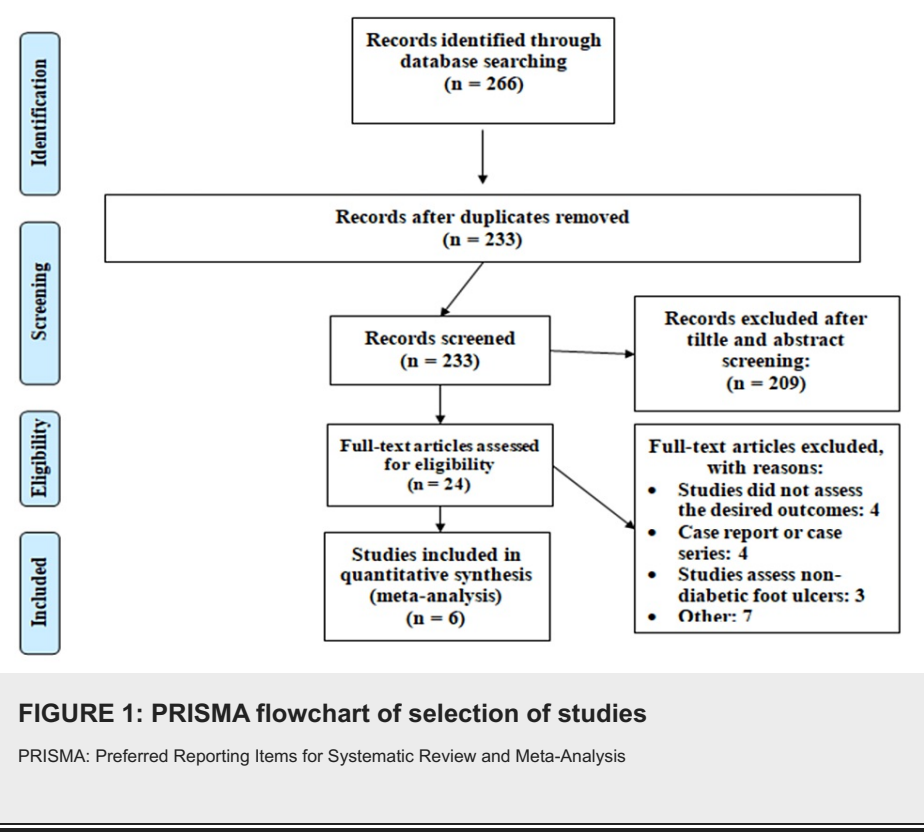 Identification
Records identified through
database searching
(n = 266)
Records after duplicates removed
(n = 233)
Screening
Records screened
(n = 233)
Records excluded after
tiltle and abstract
screening:
(n = 209)
Eligibility
Full-text articles assessed
for eligibility
(n = 24)
Full-text articles excluded,
with reasons:
• Studies did not assess
the desired outcomes: 4
• Case report or case
series: 4
• Studies assess non-
diabetic foot ulcers: 3
• Other: 7
Included
Studies included in
quantitative synthesis
(meta-analysis)
(n = 6)
FIGURE 1: PRISMA flowchart of selection of studies
PRISMA: Preferred Reporting Items for Systematic Review and Meta-Analysis